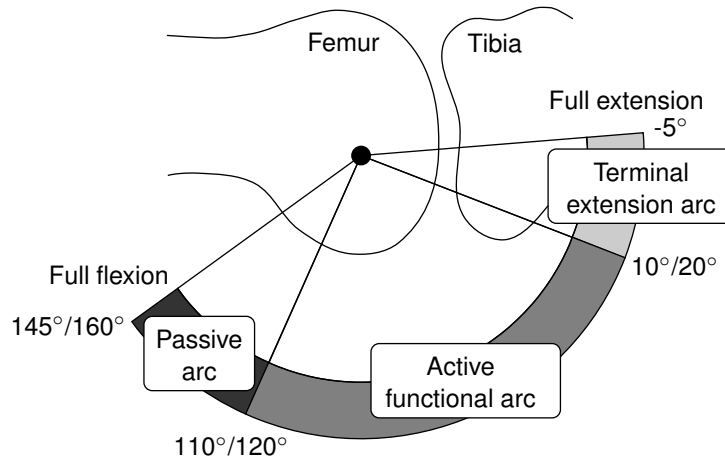 Femur
Tibia
Full extension
-5°
Terminal
extension arc
10°/20°
Full flexion
145°/160°
Passive
arc
Active
functional arc
110°/120°